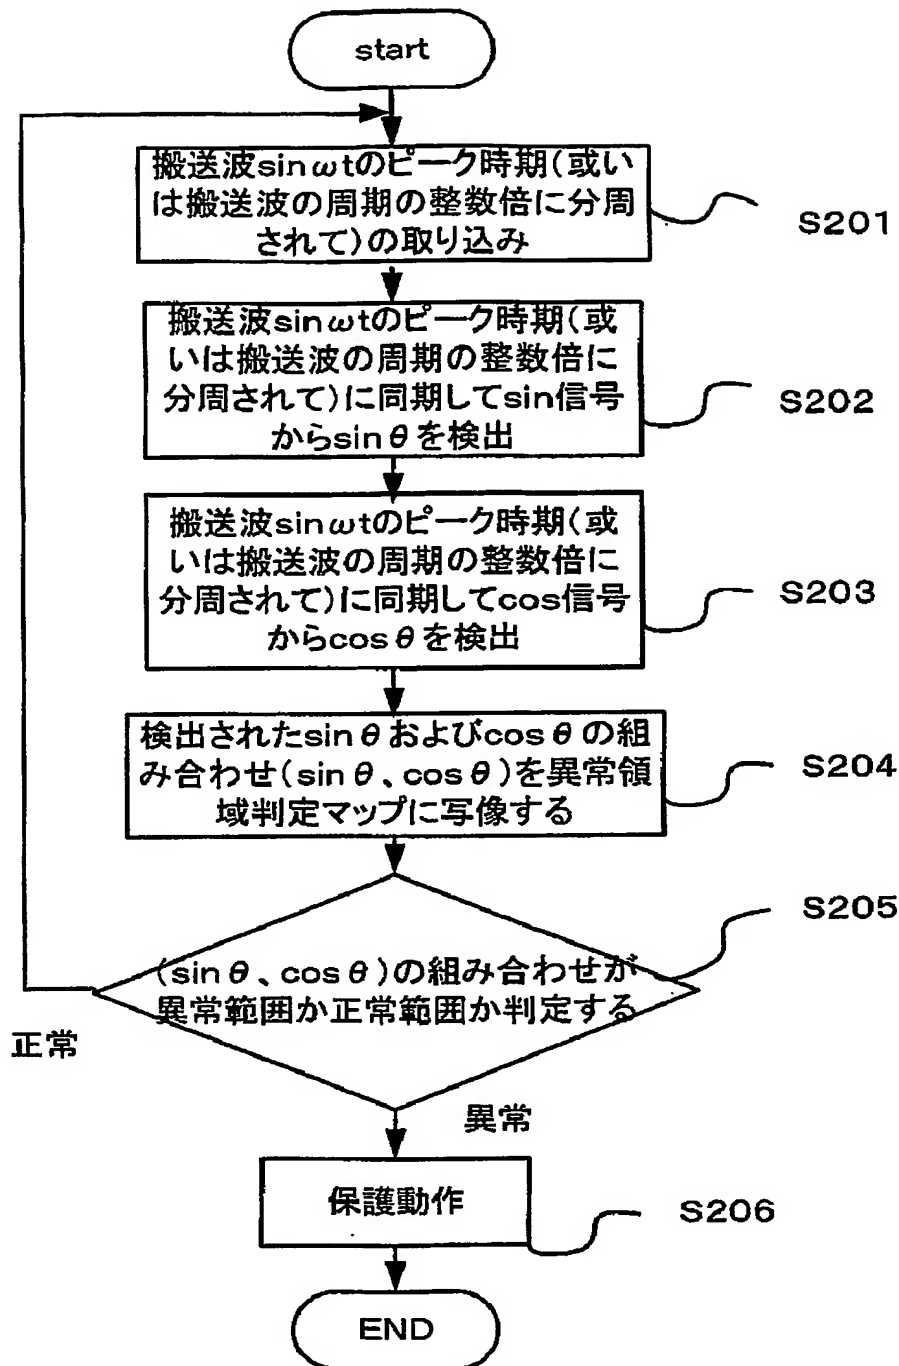 start
搬送波sinωtのピーク時期(或い
は搬送波の周期の整数倍に分周
されて)の取り込み
S201
搬送波sinωtのピーク時期(或
いは搬送波の周期の整数倍に
分周されて)に同期してsin信号
からsinθを検出
S202
搬送波sinωtのピーク時期(或
いは搬送波の周期の整数倍に
分周されて)に同期してcos信号
からcosθを検出
S203
検出されたsinθおよびcosθの組
み合わせ(sinθ、cosθ)を異常領
域判定マップに写像する
S204
(sinθ、cosθ)の組み合わせが
異常範囲か正常範囲か判定する
S205
正常
異常
保護動作
S206
END